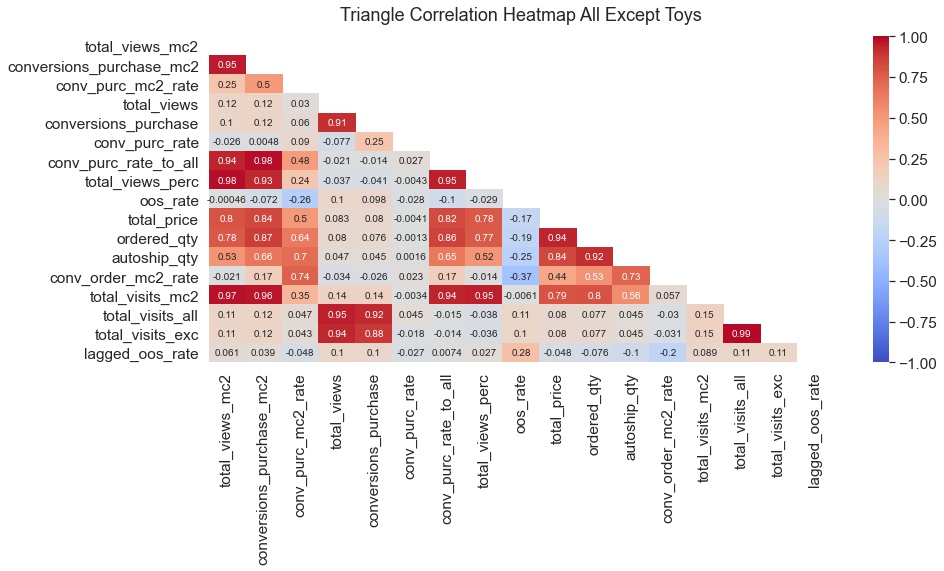 Triangle Correlation Heatmap All Except Toys
total_views_mc2
conversions_purchase_mc2 0.95
conv_purc_mc2_rate 0.25 0.5
total_views 0.12 0.12 0.03
conversions_purchase 0.1 0.12 0.06 0.91
conv_purc_rate -0.026 0.0048 0.09 -0.077 0.25
conv_purc_rate_to_all 0.94 0.98 0.48 -0.021 -0.014 0.027
total_views_perc 0.98 0.93 0.24 -0.037 -0.041 -0.0043 0.95
oos_rate -0.00046 -0.072 -0.26 0.1 0.098 -0.028 -0.1 -0.029
total_price 0.8 0.84 0.5 0.083 0.08 -0.0041 0.82 0.78 -0.17
ordered_qty 0.78 0.87 0.64 0.08 0.076 -0.0013 0.86 0.77 -0.19 0.94
autoship_qty 0.53 0.66 0.7 0.047 0.045 0.0016 0.65 0.52 -0.25 0.84 0.92
conv_order_mc2_rate -0.021 0.17 0.74 -0.034 -0.026 0.023 0.17 -0.014 -0.37 0.44 0.53 0.73
total_visits_mc2 0.97 0.96 0.35 0.14 0.14 -0.0034 0.94 0.95 -0.0061 0.79 0.8 0.56 0.057
total_visits_all 0.11 0.12 0.047 0.95 0.92 0.045 -0.015 -0.038 0.11 0.08 0.077 0.045 -0.03 0.15
total_visits_exc 0.11 0.12 0.043 0.94 0.88 -0.018 -0.014 -0.036 0.1 0.08 0.077 0.045 -0.031 0.15 0.99
lagged_oos_rate 0.061 0.039 -0.048 0.1 0.1 -0.027 0.0074 0.027 0.28 -0.048 -0.076 -0.1 -0.2 0.089 0.11 0.11
total_views_mc2
conversions_purchase_mc2
conv_purc_mc2_rate
total_views
conversions_purchase
conv_purc_rate
conv_purc_rate_to_all
total_views_perc
oos_rate
total_price
ordered_qty
autoship_qty
conv_order_mc2_rate
total_visits_mc2
total_visits_all
total_visits_exc
lagged_oos_rate
1.00
0.75
0.50
0.25
0.00
−0.25
−0.50
−0.75
−1.00